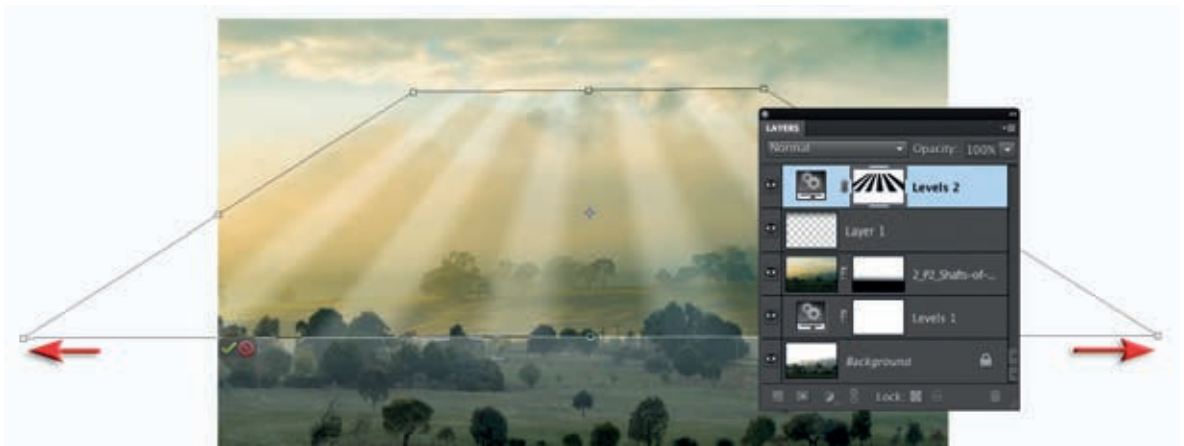 LAYERS
Normal Opacity: 100%
Levels 2
Layer 1
2_P2_Shafts-of-...
Levels 1
Background
Lock: